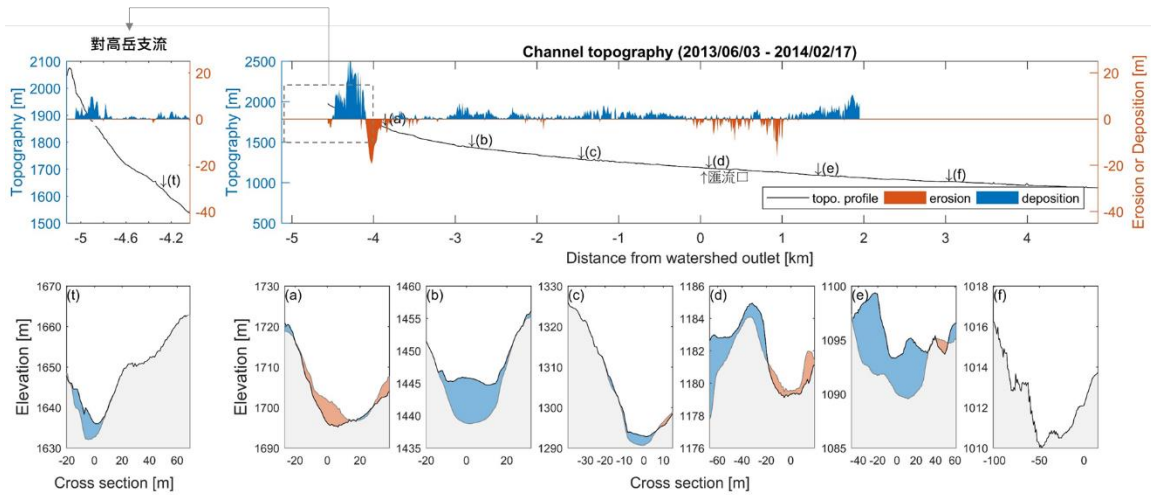 對高岳支流
Channel topography (2013/06/03 - 2014/02/17)
Topography [m]
2100
2000
1900
1800
1700
1600
1500
20
0
-20
-40
(t)
-5 -4.6 -4.2
Topography [m]
2500
2000
1500
1000
500
(a)
(b)
(c)
(d)
↑匯流口
(e)
(f)
topo. profile erosion deposition
20
0
-20
-40
Erosion or Deposition [m]
-5 -4 -3 -2 -1 0 1 2 3 4
Distance from watershed outlet [km]
(t)
Elevation [m]
1670
1660
1650
1640
1630
-20 0 20 40 60
Cross section [m]
(a)
Elevation [m]
1730
1720
1710
1700
1690
-20 0 20
(b)
1460
1455
1450
1445
1440
1435
-20 0 20
(c)
1330
1320
1310
1300
1290
-40 -30 -20 -10 0 10
(d)
1186
1184
1182
1180
1178
1176
-60 -40 -20 0
(e)
1100
1095
1090
1085
-40 -20 0 20 40 60
(f)
1018
1016
1014
1012
1010
-100 -50 0
Cross section [m]